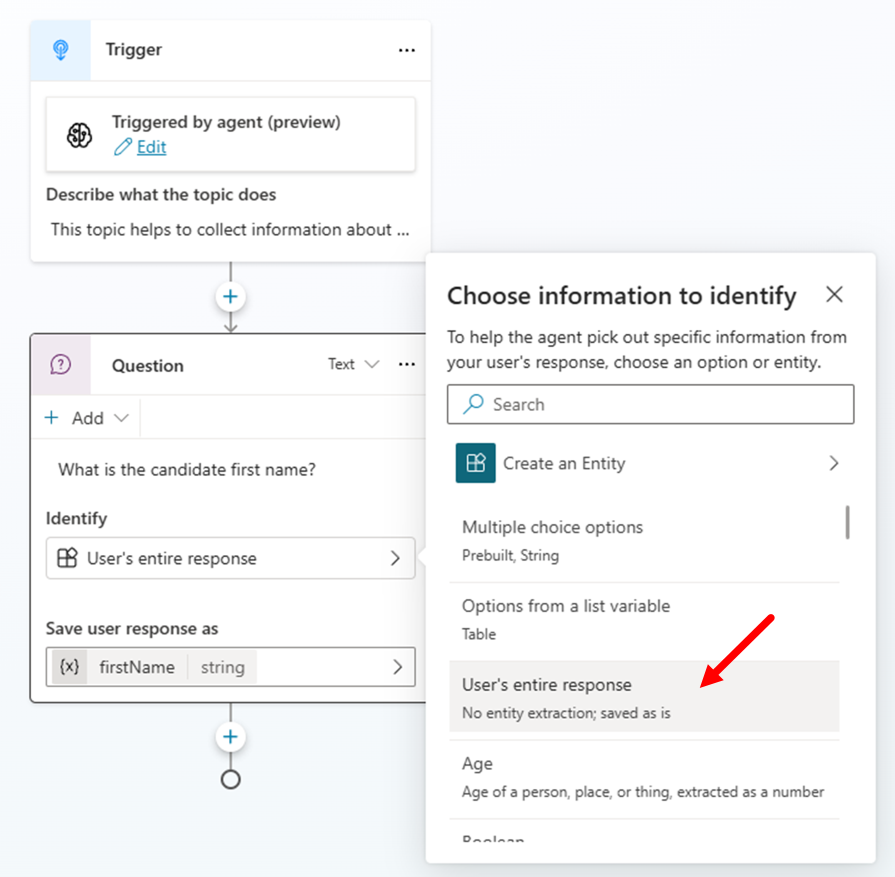 Trigger
Triggered by agent (preview)
Edit
Describe what the topic does
This topic helps to collect information about ...
Question
Text
Add
What is the candidate first name?
Identify
User's entire response
Save user response as
{x} firstName string
Choose information to identify
To help the agent pick out specific information from
your user's response, choose an option or entity.
Search
Create an Entity
Multiple choice options
Prebuilt, String
Options from a list variable
Table
User's entire response
No entity extraction; saved as is
Age
Age of a person, place, or thing, extracted as a number
Boolean